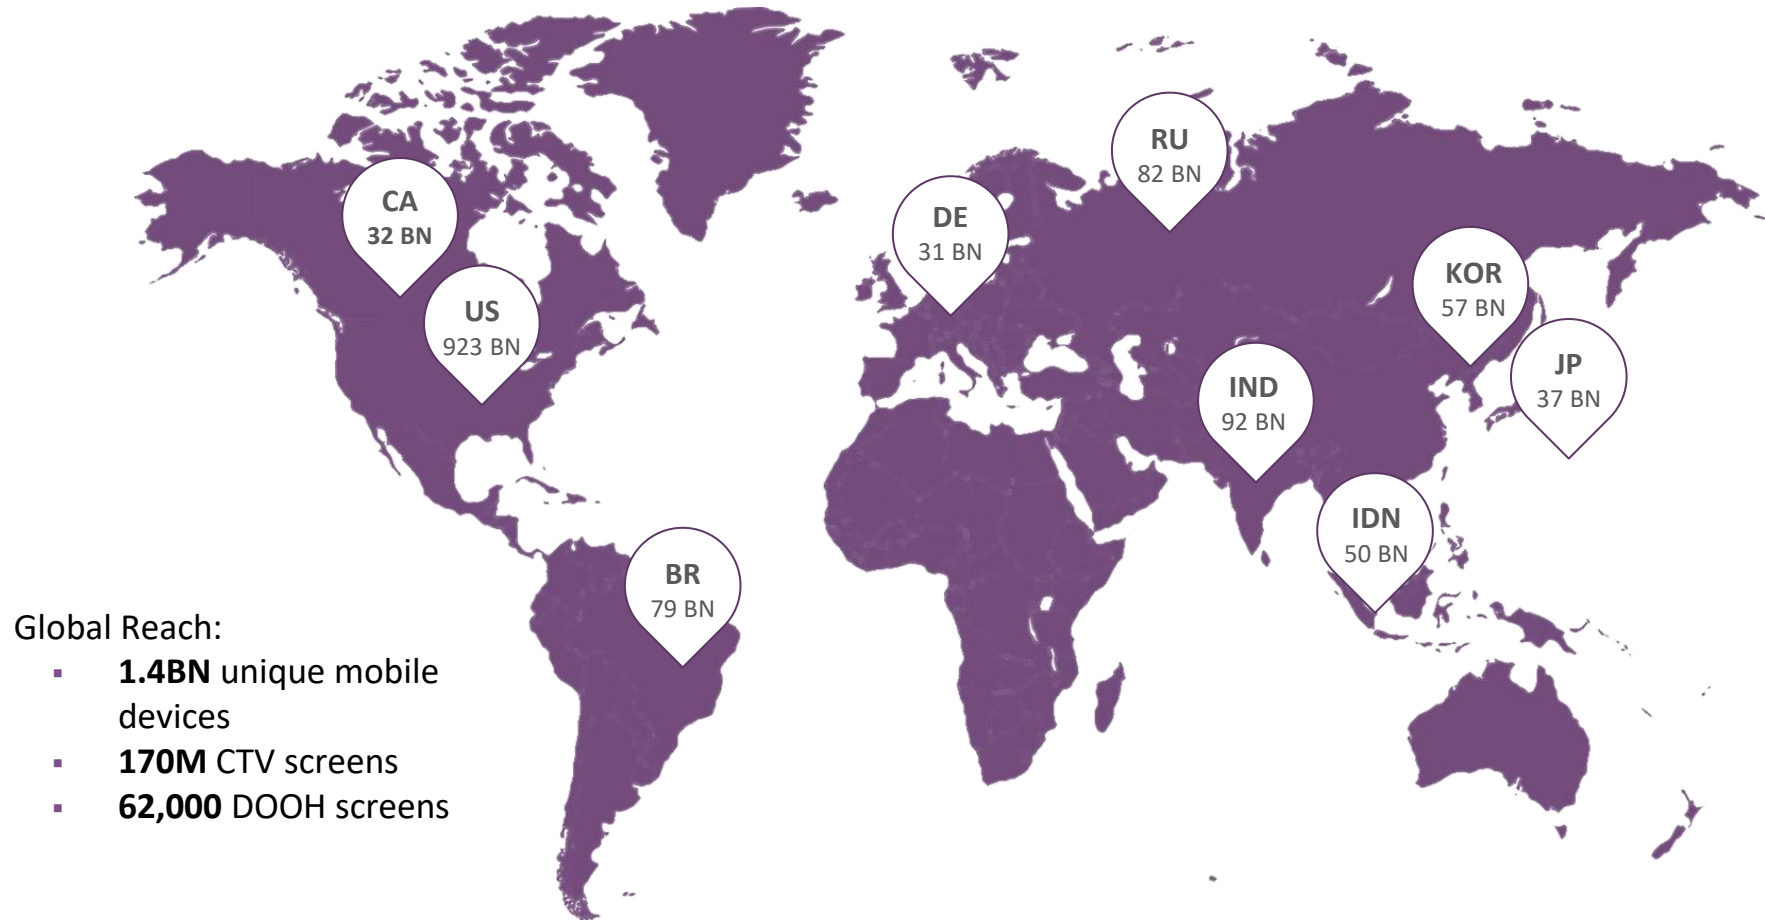 RU
82 BN
CA
32 BN
DE
31 BN
KOR
57 BN
US
923 BN
JP
37 BN
IND
92 BN
IDN
50 BN
BR
79 BN
Global Reach:
▪ 1.4BN unique mobile
devices
▪ 170M CTV screens
▪ 62,000 DOOH screens